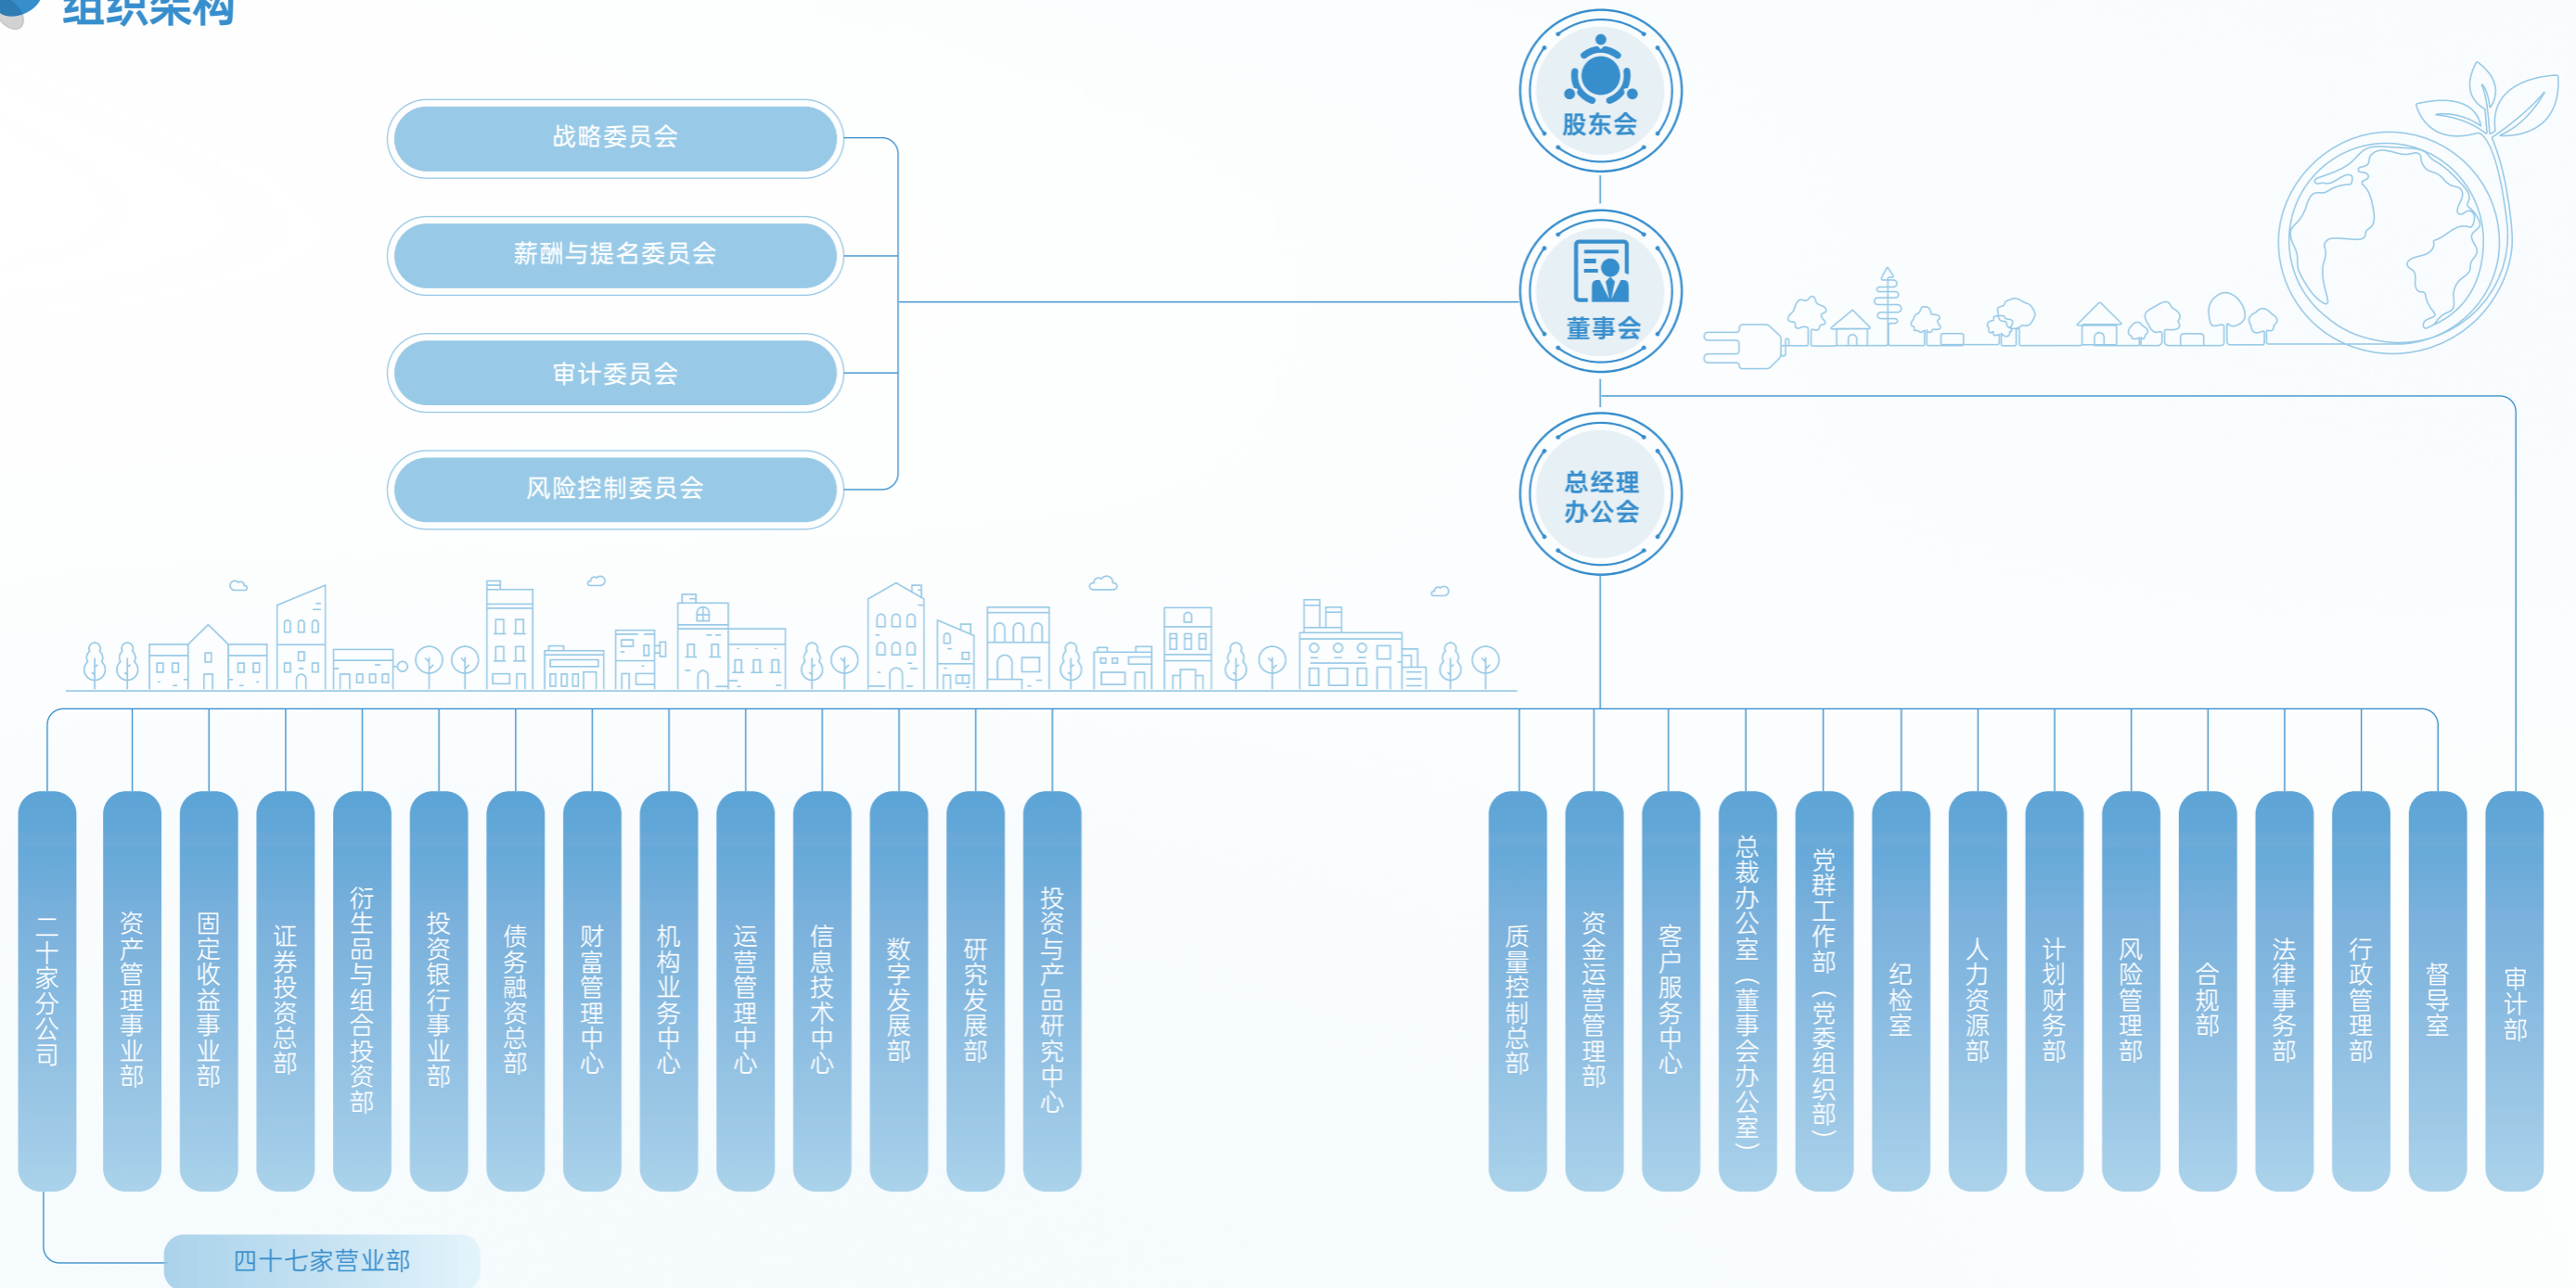 组织架构
股东会
战略委员会
薪酬与提名委员会
董事会
审计委员会
风险控制委员会
总经理
办公会
二十家分公司
资产管理事业部
固定收益事业部
证券投资总部
衍生品与组合投资部
投资银行事业部
债务融资总部
财富管理中心
机构业务中心
运营管理中心
信息技术中心
数字发展部
研究发展部
投资与产品研究中心
质量控制总部
资金运营管理部
客户服务中心
总裁办公室（董事会办公室）
党群工作部（党委组织部）
纪检室
人力资源部
计划财务部
风险管理部
合规部
法律事务部
行政管理部
督导室
审计部
四十七家营业部